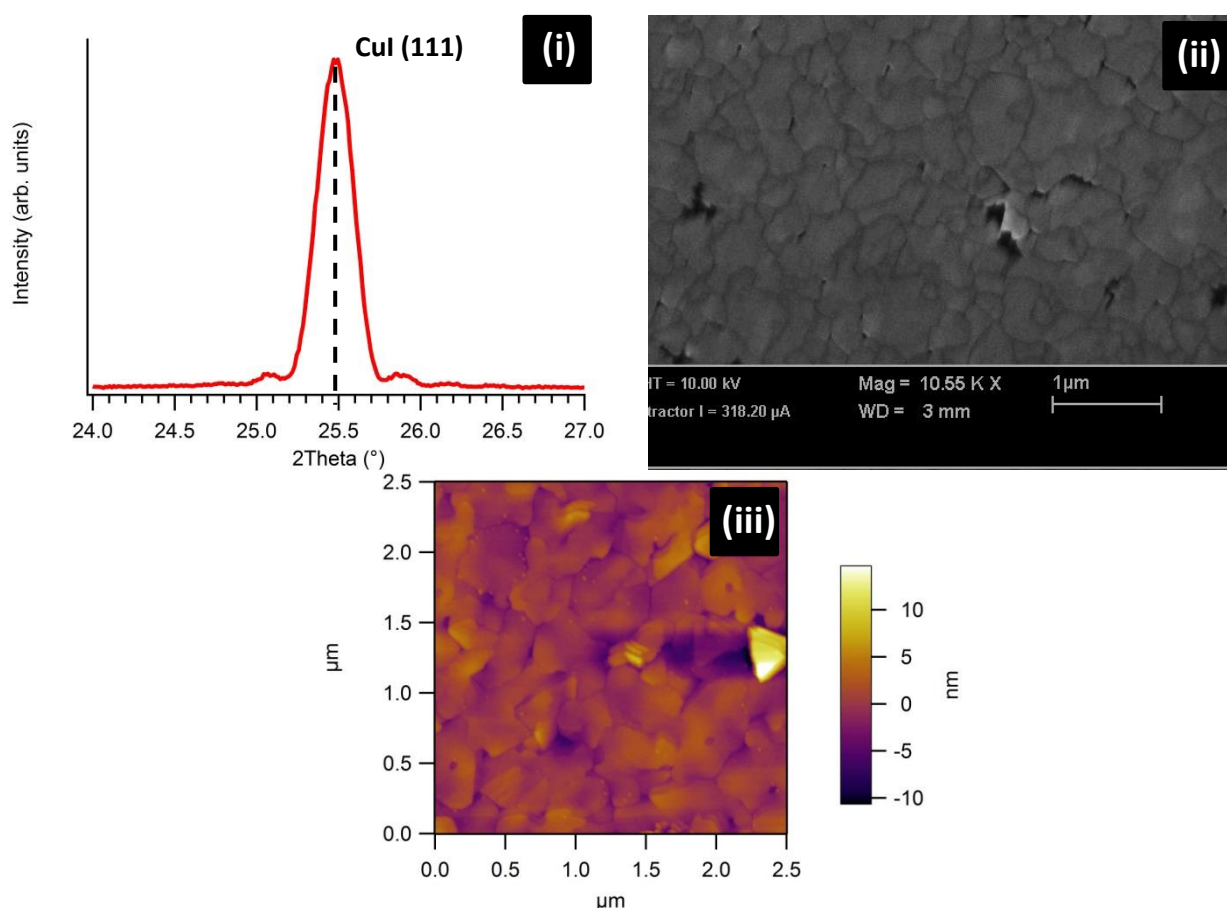 CuI (111)
(i)
Intensity (arb. units)
24.0 24.5 25.0 25.5 26.0 26.5 27.0
2Theta (°)
(ii)
HT = 10.00 kV Mag = 10.55 K X 1µm
tractor I = 318.20 µA WD = 3 mm
(iii)
2.5
2.0
1.5
1.0
0.5
0.0
µm
0.0 0.5 1.0 1.5 2.0 2.5
µm
10
5
0
-5
-10
nm